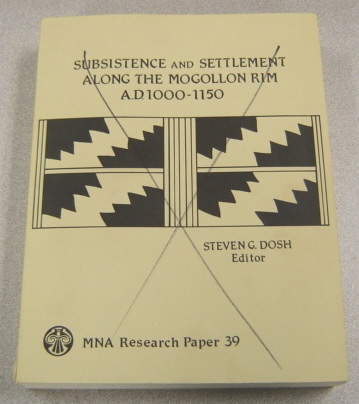 SUBSISTENCE AND SETTLEMENT
ALONG THE MOGOLLON RIM
A.D.1000-1150
STEVEN G. DOSH
Editor
MNA Research Paper 39